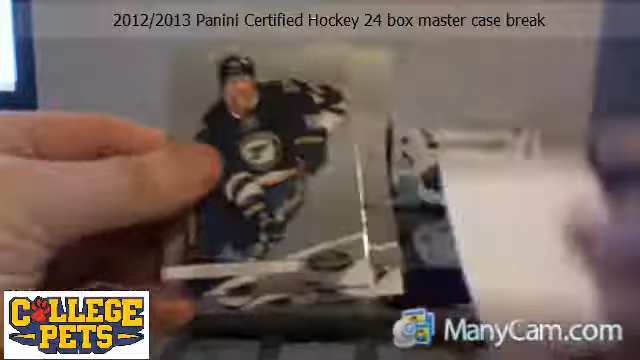 2012/2013 Panini Certified Hockey 24 box master case break
COLLEGE
PETS
ManyCam.com